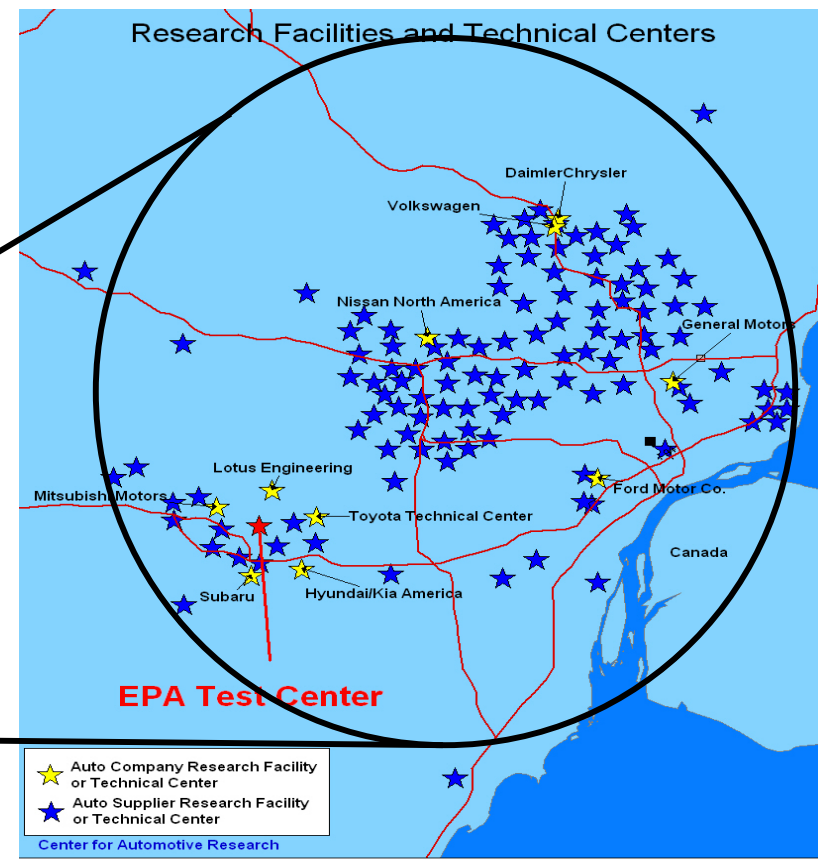 Research Facilities and Technical Centers
DaimlerChrysler
Volkswagen
Nissan North America
General Motors
Lotus Engineering
Mitsubishi Motors
Ford Motor Co.
Toyota Technical Center
Canada
Subaru
Hyundai/Kia America
EPA Test Center
Auto Company Research Facility
or Technical Center
Auto Supplier Research Facility
or Technical Center
Center for Automotive Research